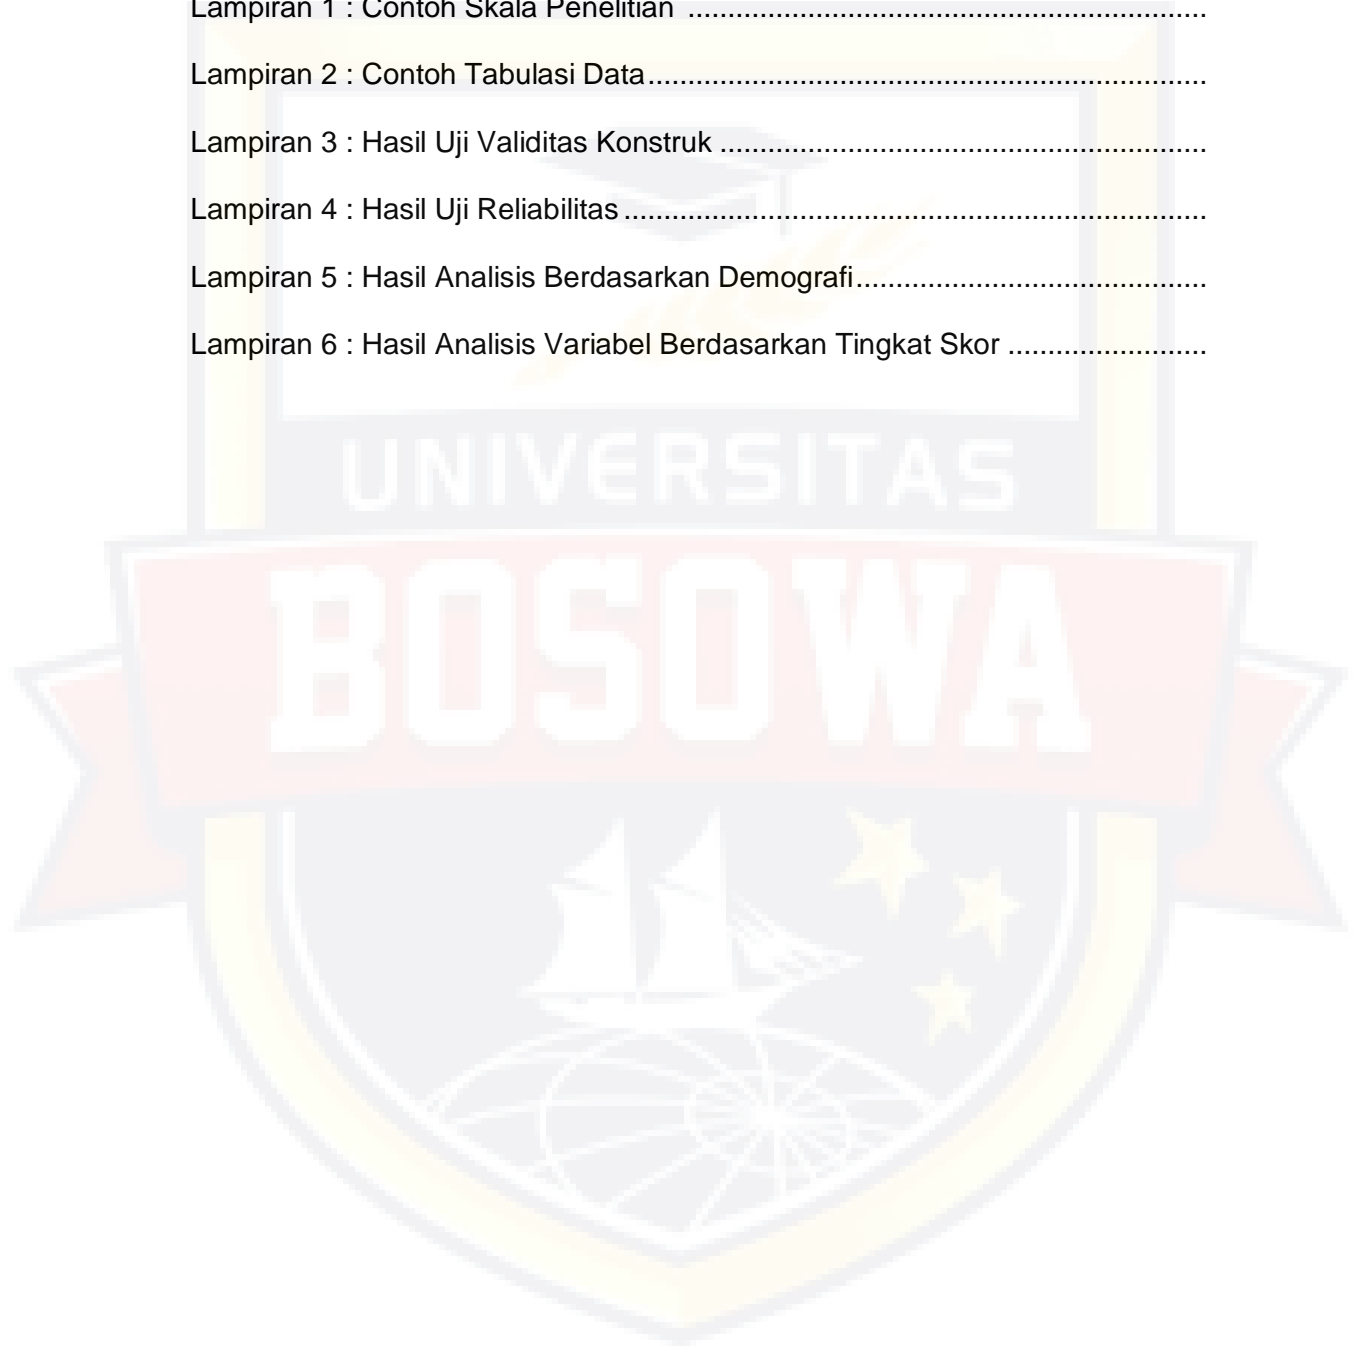 Lampiran 1 : Contoh Skala Penelitian .................................................................
Lampiran 2 : Contoh Tabulasi Data......................................................................
Lampiran 3 : Hasil Uji Validitas Konstruk .............................................................
Lampiran 4 : Hasil Uji Reliabilitas .........................................................................
Lampiran 5 : Hasil Analisis Berdasarkan Demografi............................................
Lampiran 6 : Hasil Analisis Variabel Berdasarkan Tingkat Skor .........................
UNIVERSITAS
BOSOWA